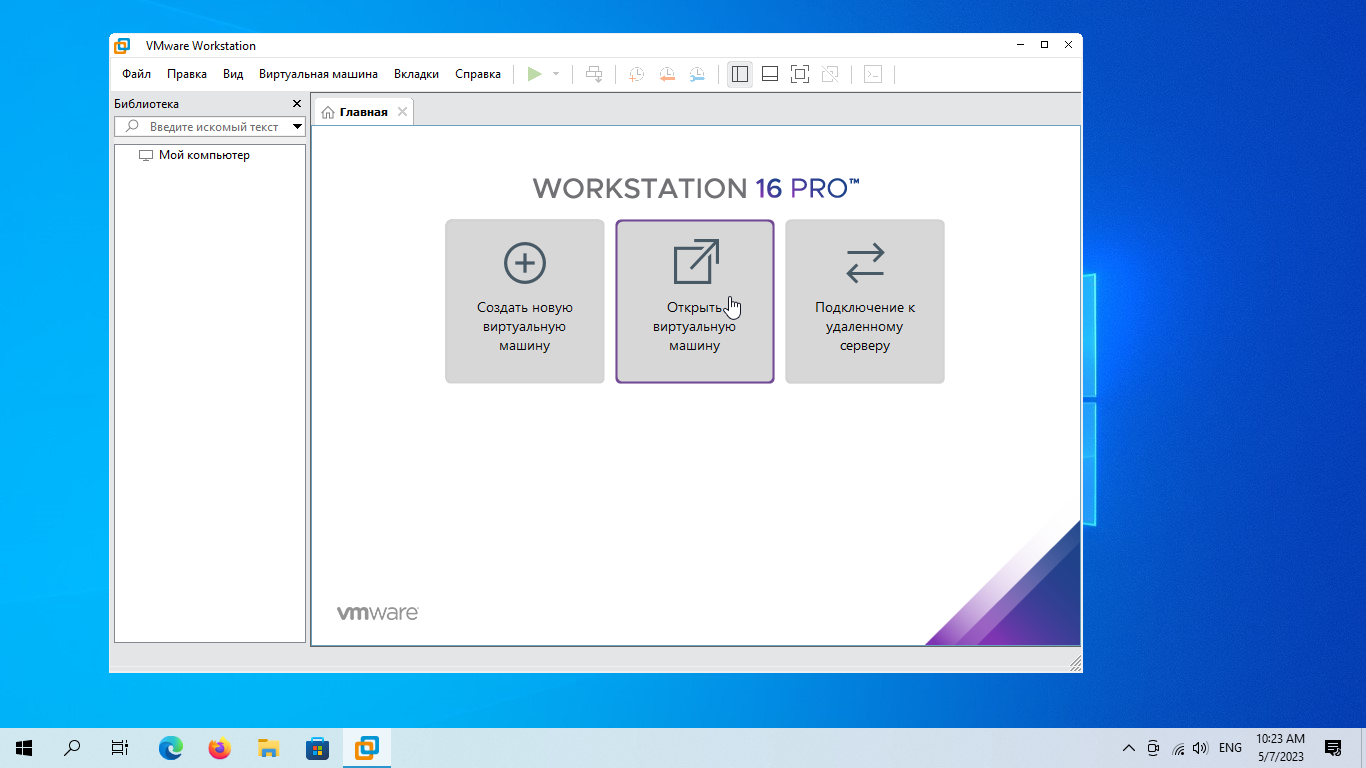 VMware Workstation
Файл Правка Вид Виртуальная машина Вкладки Справка
Библиотека
Введите искомый текст
Мой компьютер
Главная
WORKSTATION 16 PRO™
Создать новую
виртуальную
машину
Открыть
виртуальную
машину
Подключение к
удаленному
серверу
vmware
ENG
10:23 AM
5/7/2023